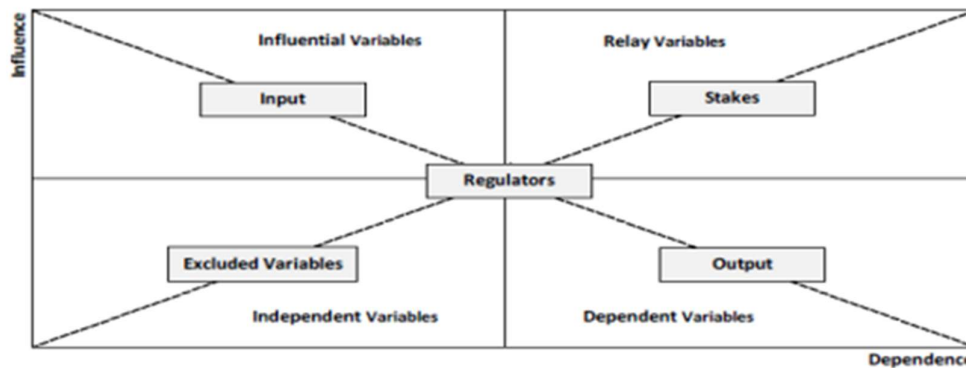 Influence
Influential Variables
Relay Variables
Input
Stakes
Regulators
Excluded Variables
Output
Independent Variables
Dependent Variables
Dependence